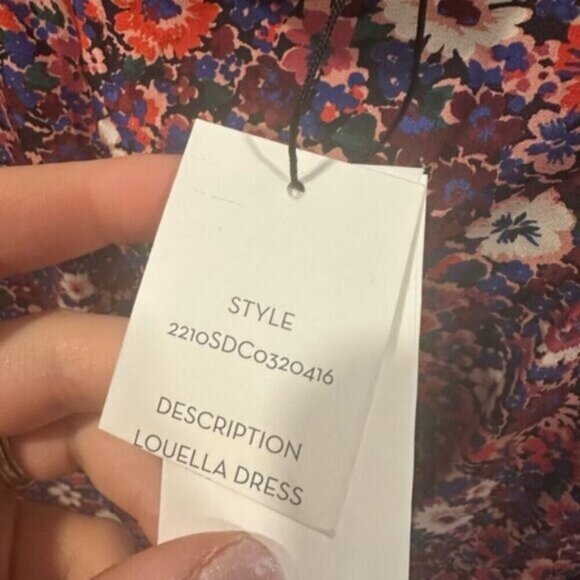 STYLE
2210SDC0320416
DESCRIPTION
LOUELLA DRESS